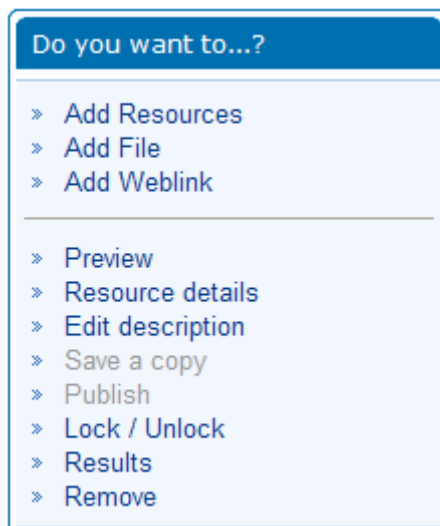 Do you want to...?
» Add Resources
» Add File
» Add Weblink
» Preview
» Resource details
» Edit description
» Save a copy
» Publish
» Lock / Unlock
» Results
» Remove